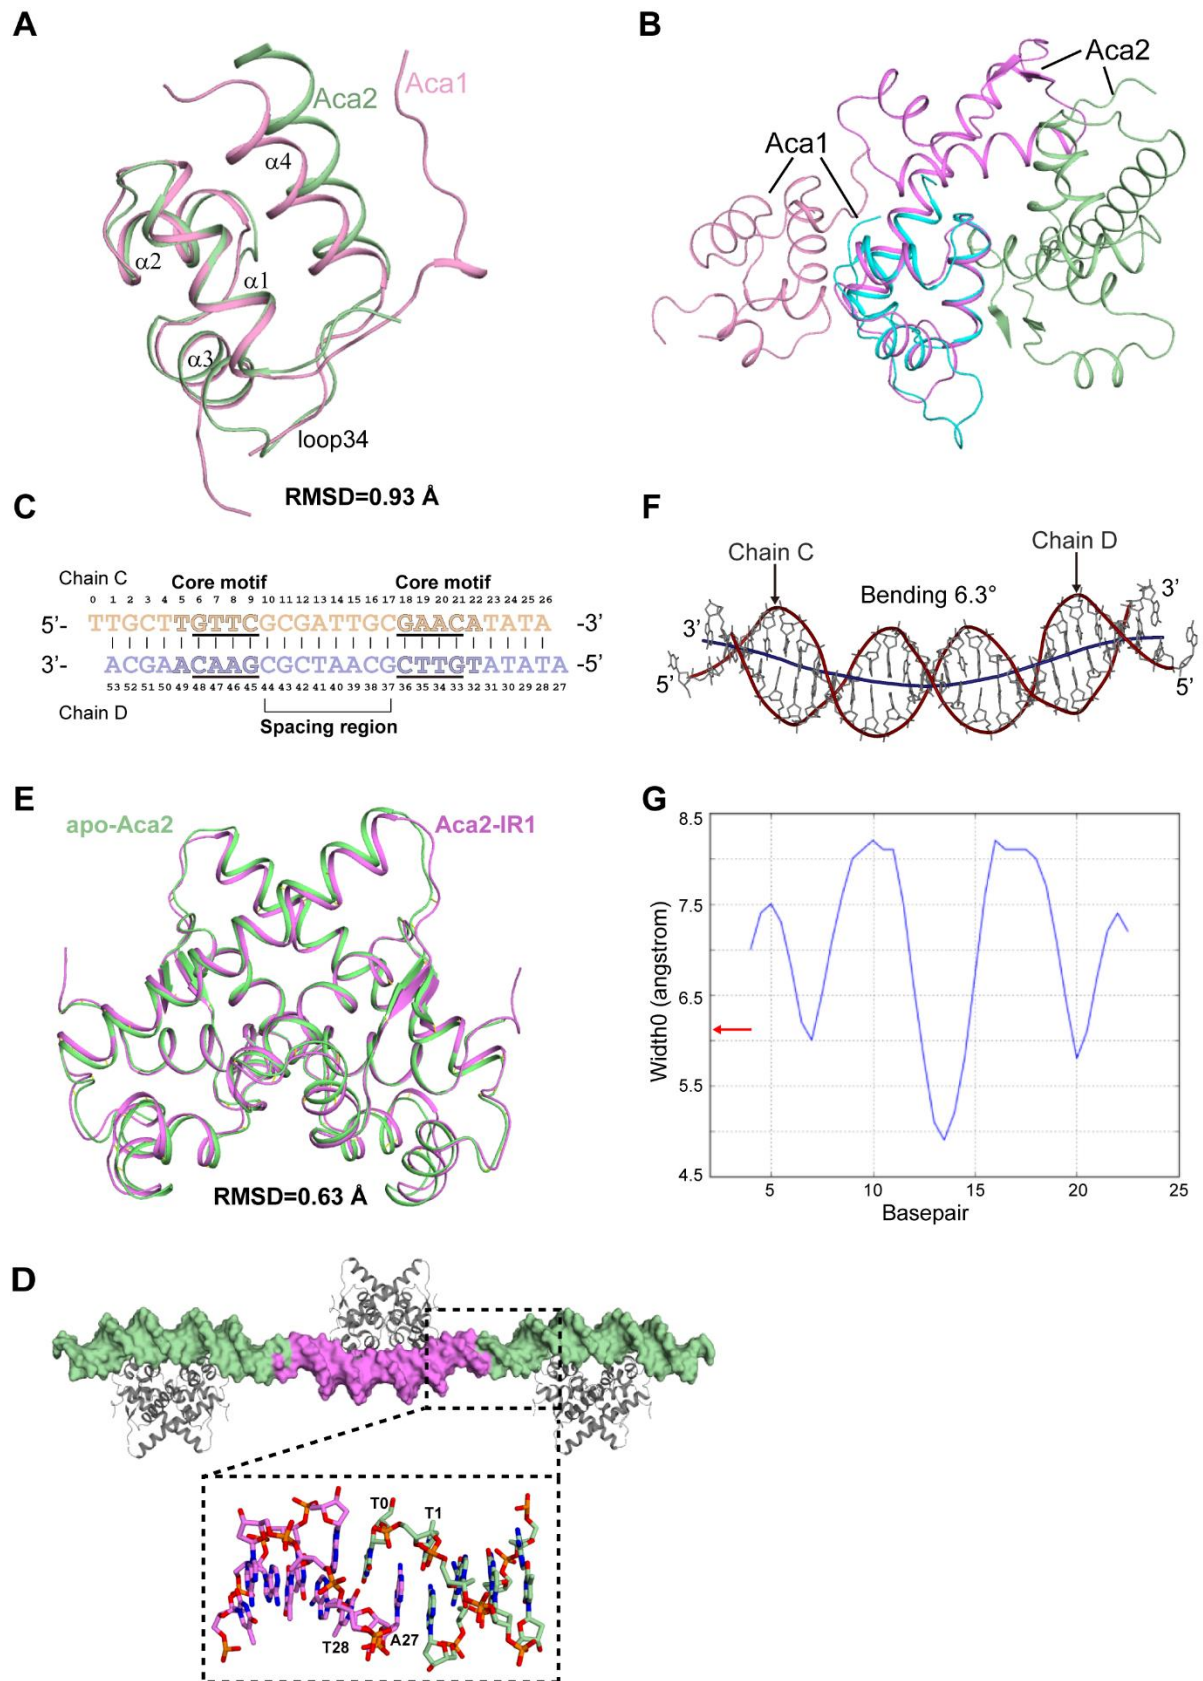 A
Aca2
Aca1
α4
α2
α1
α3
loop34
RMSD=0.93 Å
B
Aca2
Aca1
C
Chain C
Core motif
Core motif
0 1 2 3 4 5 6 7 8 9 10 11 12 13 14 15 16 17 18 19 20 21 22 23 24 25 26
5’- TTGCTTGTTCGCGATTGCGAACATATA -3’
3’- ACGAACAAGCGCTAACGCTTGTATATA -5’
53 52 51 50 49 48 47 46 45 44 43 42 41 40 39 38 37 36 35 34 33 32 31 30 29 28 27
Chain D
Spacing region
F
Chain C
Chain D
Bending 6.3°
3’
3’
5’
5’
E
apo-Aca2
Aca2-IR1
RMSD=0.63 Å
G
8.5
7.5
6.5
5.5
4.5
Width0 (angstrom)
5 10 15 20 25
Basepair
D
T0
T1
T28
A27